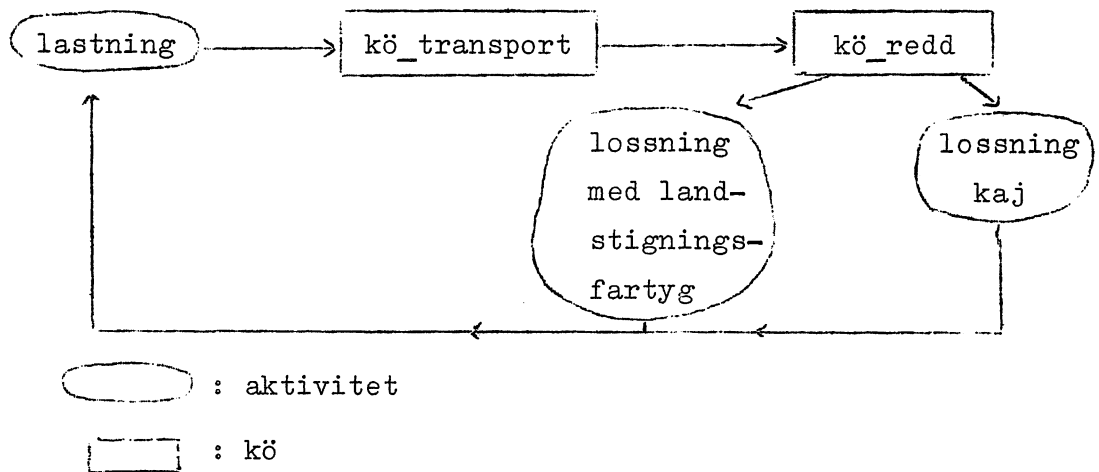 lastning
kö_transport
kö_redd
lossning
med land-
stignings-
fartyg
lossning
kaj
: aktivitet
: kö